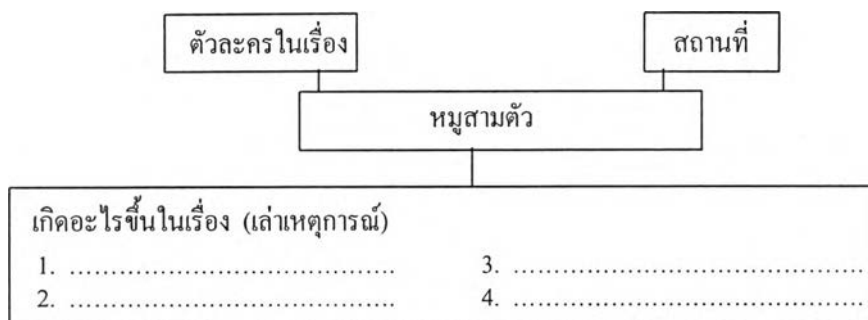 ตัวละครในเรื่อง สถานที่
หมูสามตัว
เกิดอะไรขึ้นในเรื่อง (เล่าเหตุการณ์)
1. ........................................ 3. ..........................................
2. ........................................ 4. ..........................................